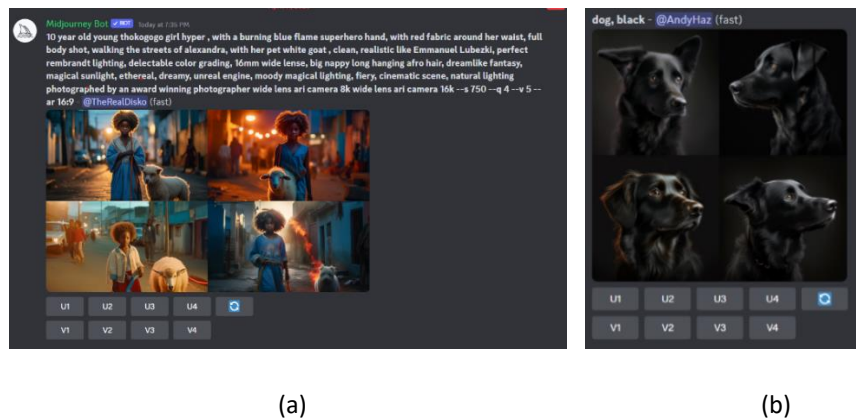 Midjourney Bot ✔ BOT Today at 7:35 PM
10 year old young thokogogo girl hyper , with a burning blue flame superhero hand, with red fabric around her waist, full
body shot, walking the streets of alexandra, with her pet white goat , clean, realistic like Emmanuel Lubezki, perfect
rembrandt lighting, delectable color grading, 16mm wide lense, big nappy long hanging afro hair, dreamlike fantasy,
magical sunlight, ethereal, dreamy, unreal engine, moody magical lighting, fiery, cinematic scene, natural lighting
photographed by an award winning photographer wide lens ari camera 8k wide lens ari camera 16k --s 750 --q 4 --v 5 --
ar 16:9 - @TheRealDisko (fast)
U1 U2 U3 U4
V1 V2 V3 V4
(a)
dog, black - @AndyHaz (fast)
U1 U2 U3 U4
V1 V2 V3 V4
(b)